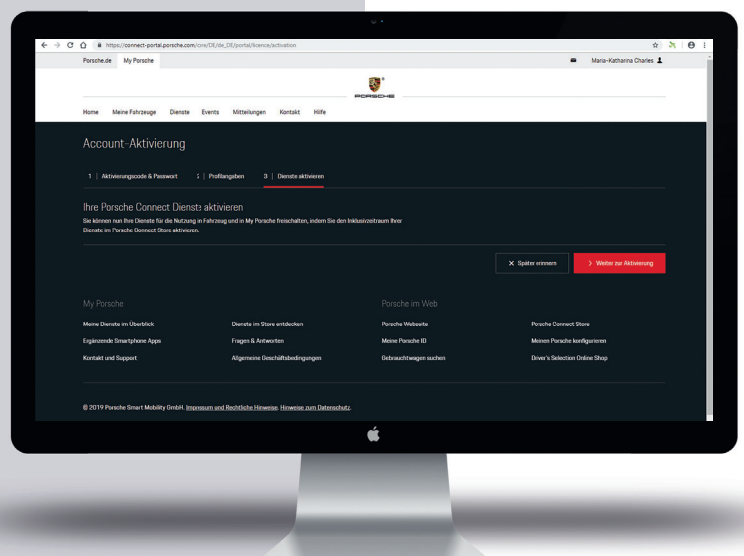 https://connect-portal.porsche.com/core/DE/de_DE/portal/licence/activation
Porsche.de My Porsche Maria-Katharina Charles
PORSCHE
Home Meine Fahrzeuge Dienste Events Mitteilungen Kontakt Hilfe
Account-Aktivierung
1 | Aktivierungscode & Passwort 2 | Profilangaben 3 | Dienste aktivieren
Ihre Porsche Connect Dienste aktivieren
Sie können nun Ihre Dienste für die Nutzung in Fahrzeug und in My Porsche freischalten, indem Sie den Inklusivzeitraum Ihrer
Dienste im Porsche Connect Store aktivieren.
Später erinnern Weiter zur Aktivierung
My Porsche Porsche im Web
Meine Dienste im Überblick Dienste im Store entdecken Porsche Webseite Porsche Connect Store
Ergänzende Smartphone Apps Fragen & Antworten Meine Porsche ID Meinen Porsche konfigurieren
Kontakt und Support Allgemeine Geschäftsbedingungen Gebrauchtwagen suchen Driver's Selection Online Shop
© 2019 Porsche Smart Mobility GmbH. Impressum und Rechtliche Hinweise. Hinweise zum Datenschutz.